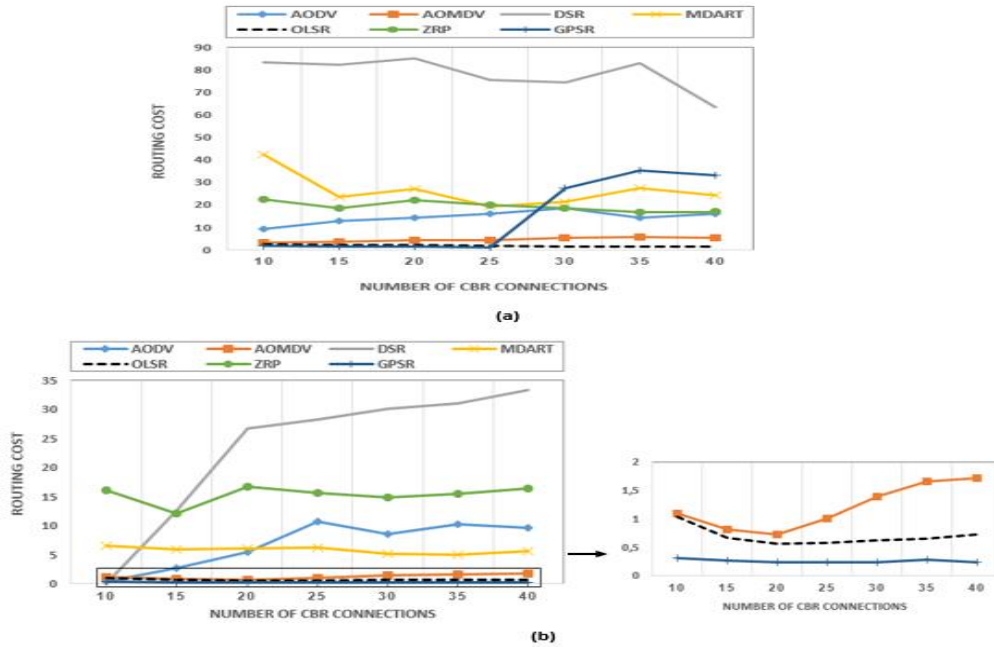 AODV AOMDV DSR MDART
OLSR ZRP GPSR
90
80
70
60
50
40
30
20
10
0
ROUTING COST
10 15 20 25 30 35 40
NUMBER OF CBR CONNECTIONS
(a)
AODV AOMDV DSR MDART
OLSR ZRP GPSR
35
30
25
20
15
10
5
0
ROUTING COST
10 15 20 25 30 35 40
NUMBER OF CBR CONNECTIONS
2
1,5
1
0,5
0
10 15 20 25 30 35 40
NUMBER OF CBR CONNECTIONS
(b)